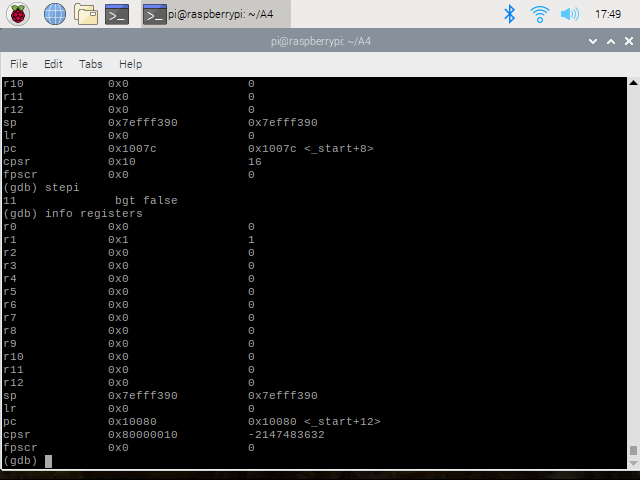 pi@raspberrypi: ~/A4
17:49
pi@raspberrypi: ~/A4
File Edit Tabs Help
r10 0x0 0
r11 0x0 0
r12 0x0 0
sp 0x7efff390 0x7efff390
lr 0x0 0
pc 0x1007c 0x1007c <_start+8>
cpsr 0x10 16
fpscr 0x0 0
(gdb) stepi
11 bgt false
(gdb) info registers
r0 0x0 0
r1 0x1 1
r2 0x0 0
r3 0x0 0
r4 0x0 0
r5 0x0 0
r6 0x0 0
r7 0x0 0
r8 0x0 0
r9 0x0 0
r10 0x0 0
r11 0x0 0
r12 0x0 0
sp 0x7efff390 0x7efff390
lr 0x0 0
pc 0x10080 0x10080 <_start+12>
cpsr 0x80000010 -2147483632
fpscr 0x0 0
(gdb)